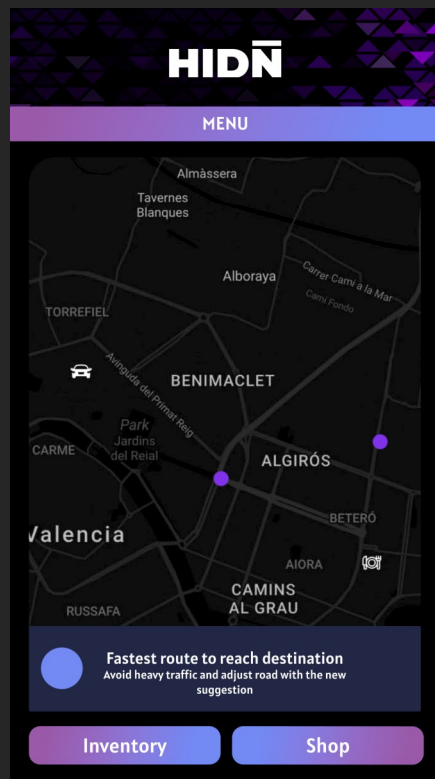 HIDN̄
MENU
Almàssera
Tavernes
Blanques
Alboraya
Carrer Camí a la Mar
Camí Fondo
TORREFIEL
Avinguda del Primat Reig
BENIMACLET
Park
Jardins
del Reial
CARME
ALGIRÓS
BETERÓ
Valencia
AIORA
CAMINS
AL GRAU
RUSSAFA
Fastest route to reach destination
Avoid heavy traffic and adjust road with the new
suggestion
Inventory
Shop